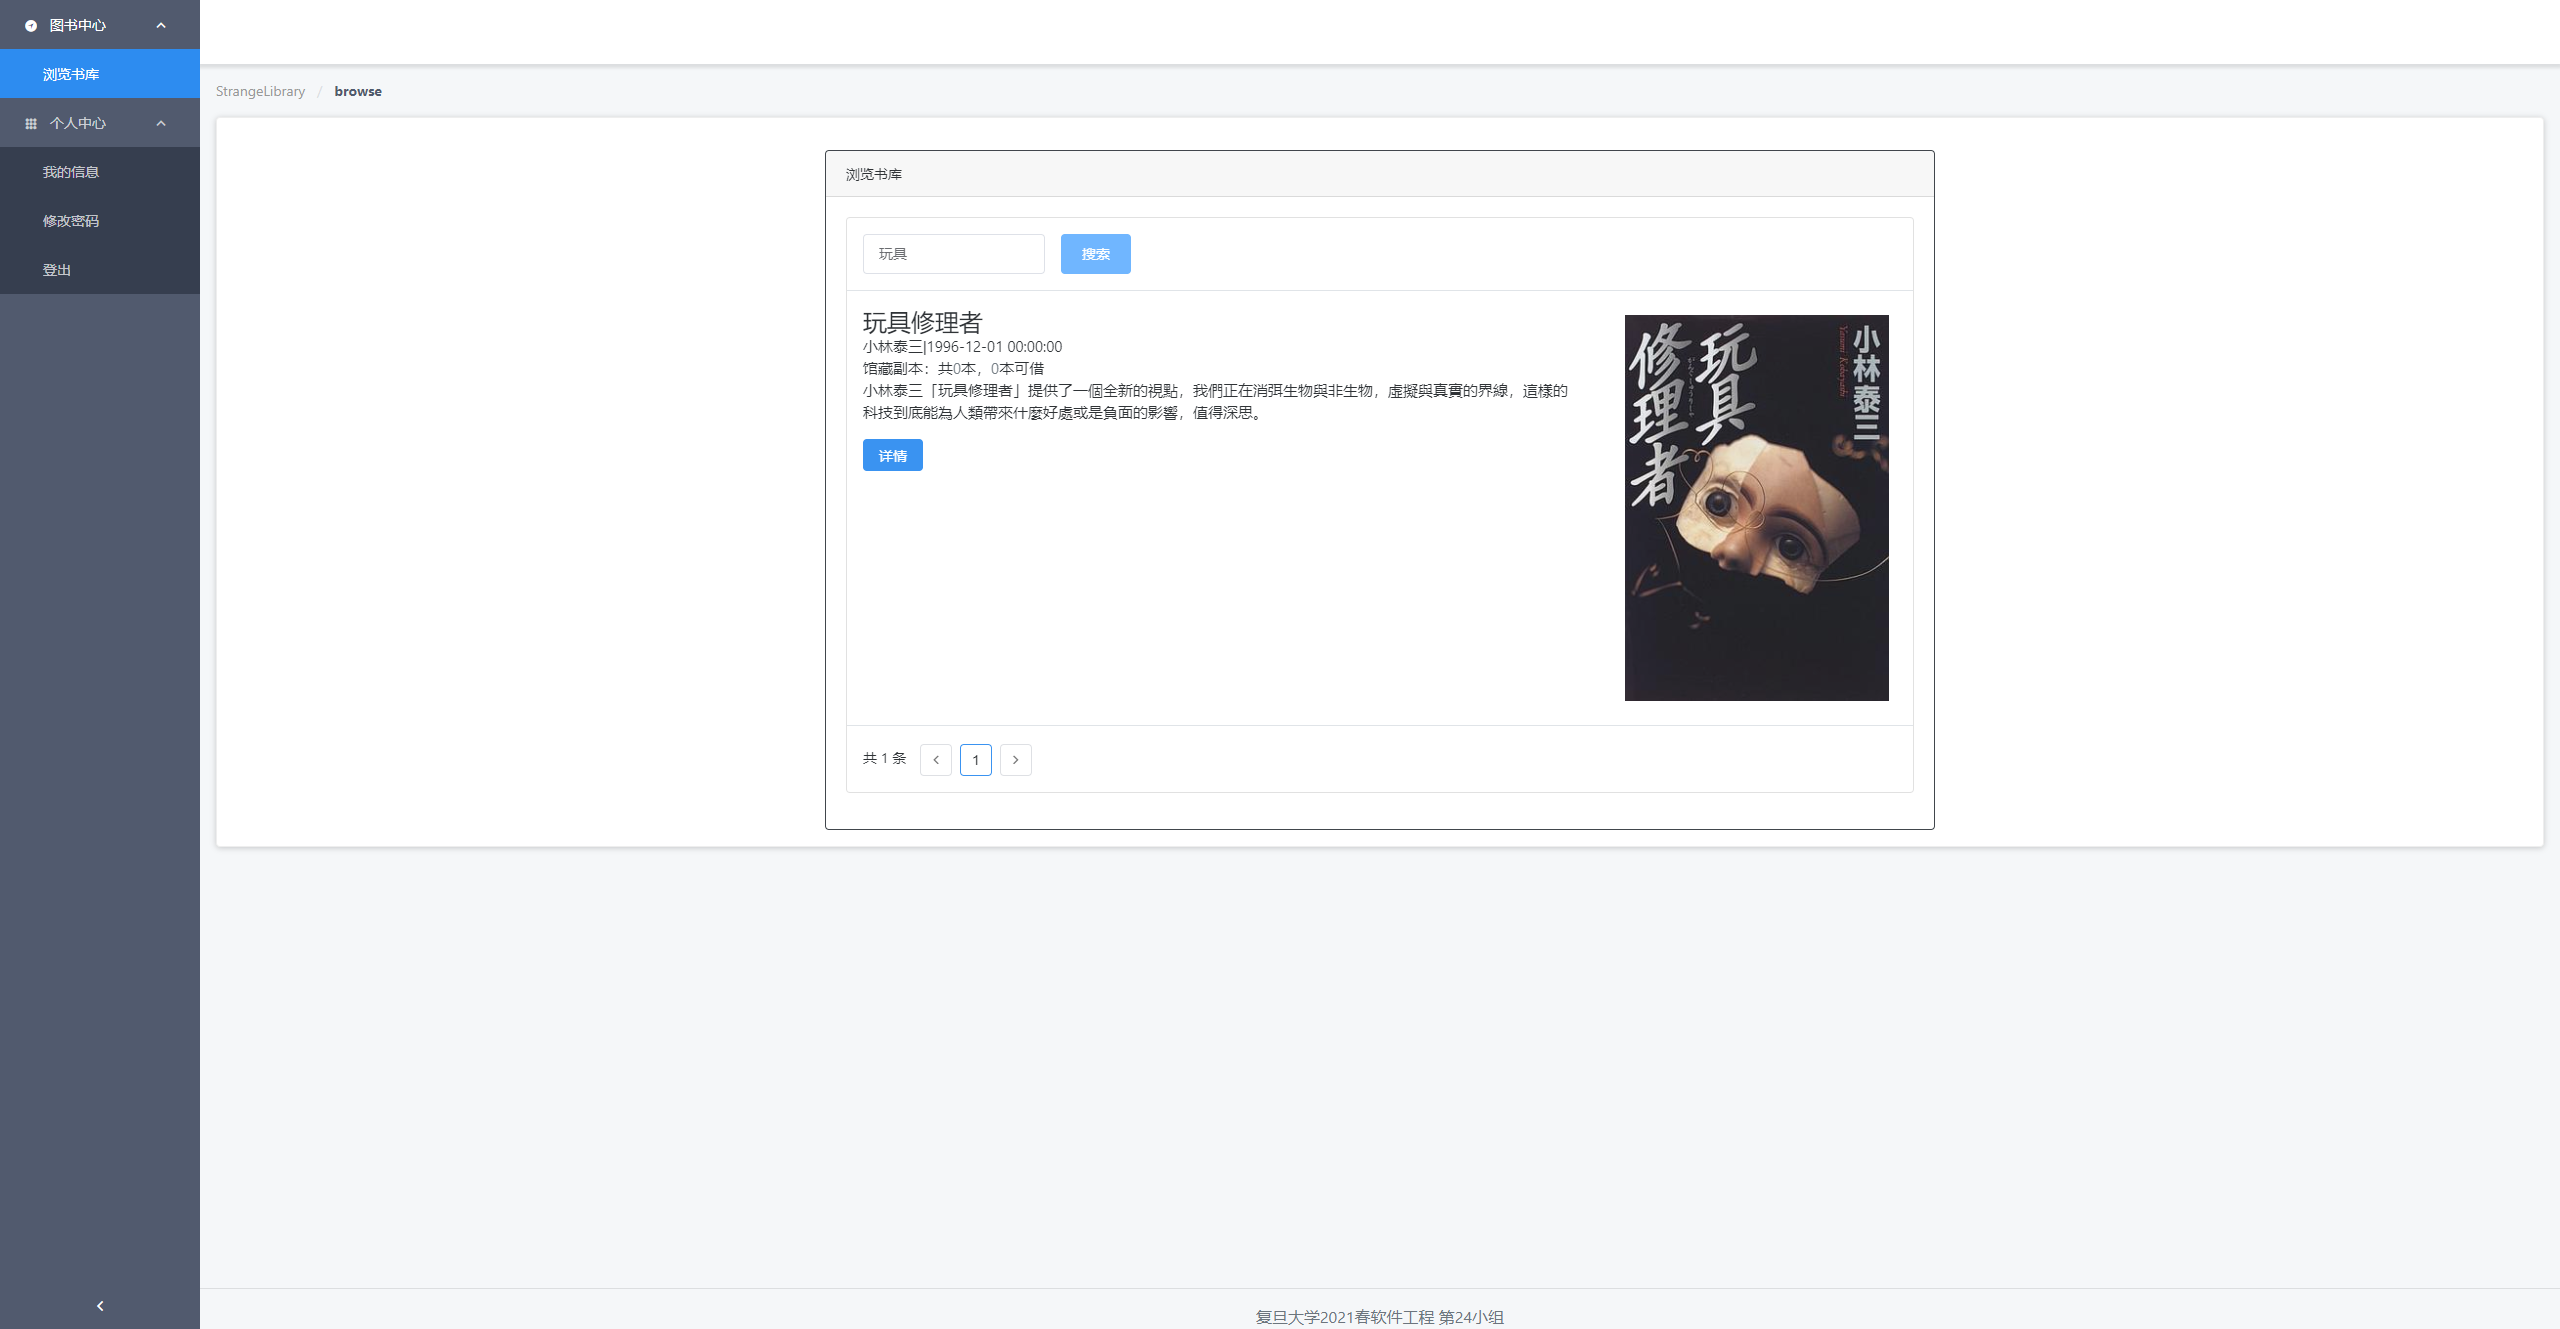 图书中心
浏览书库
个人中心
我的信息
修改密码
登出
StrangeLibrary / browse
浏览书库
玩具
搜索
玩具修理者
小林泰三|1996-12-01 00:00:00
馆藏副本：共0本，0本可借
小林泰三「玩具修理者」提供了一個全新的視點，我們正在消弭生物與非生物，虛擬與真實的界線，這樣的
科技到底能為人類帶來什麼好處或是負面的影響，值得深思。
详情
小林泰三
Yasumi Kobayashi
玩具
修理者
共 1 条
1
复旦大学2021春软件工程 第24小组